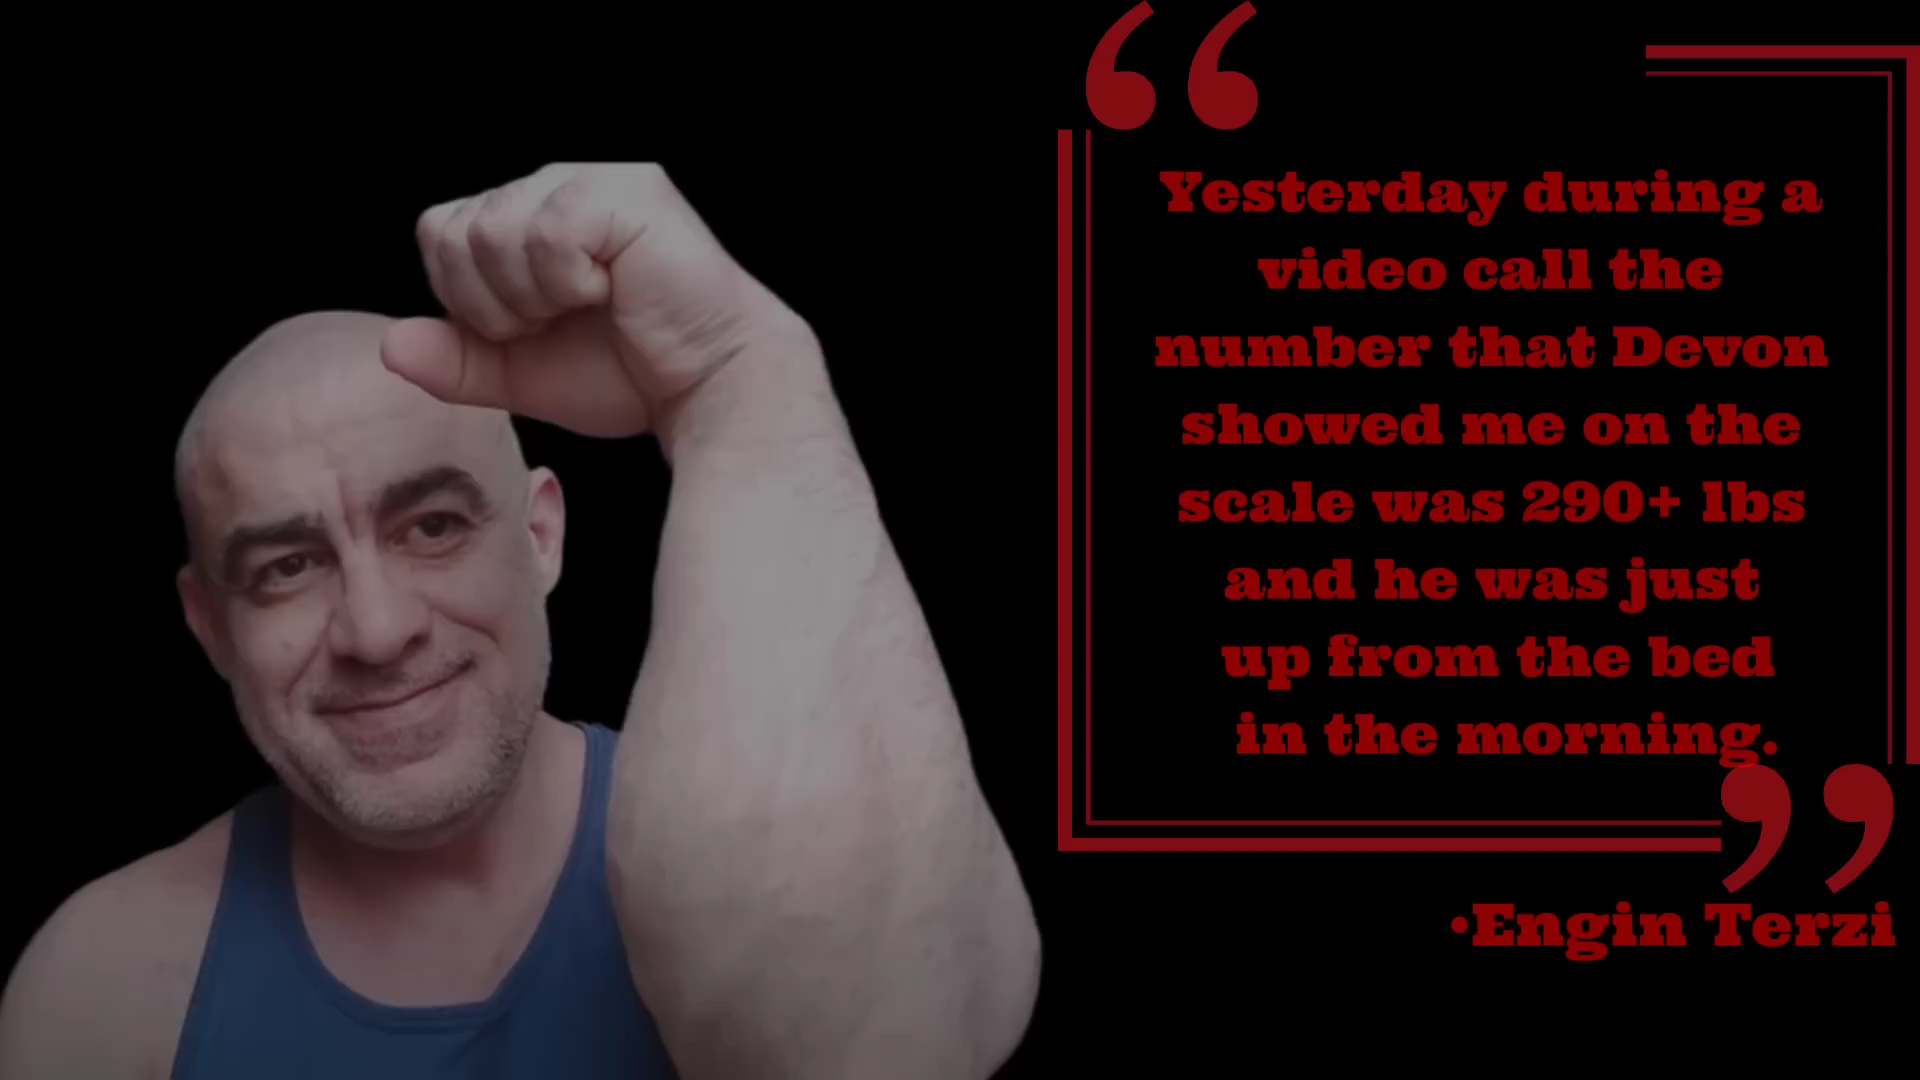 Yesterday during a
video call the
number that Devon
showed me on the
scale was 290+ lbs
and he was just
up from the bed
in the morning.
•Engin Terzi